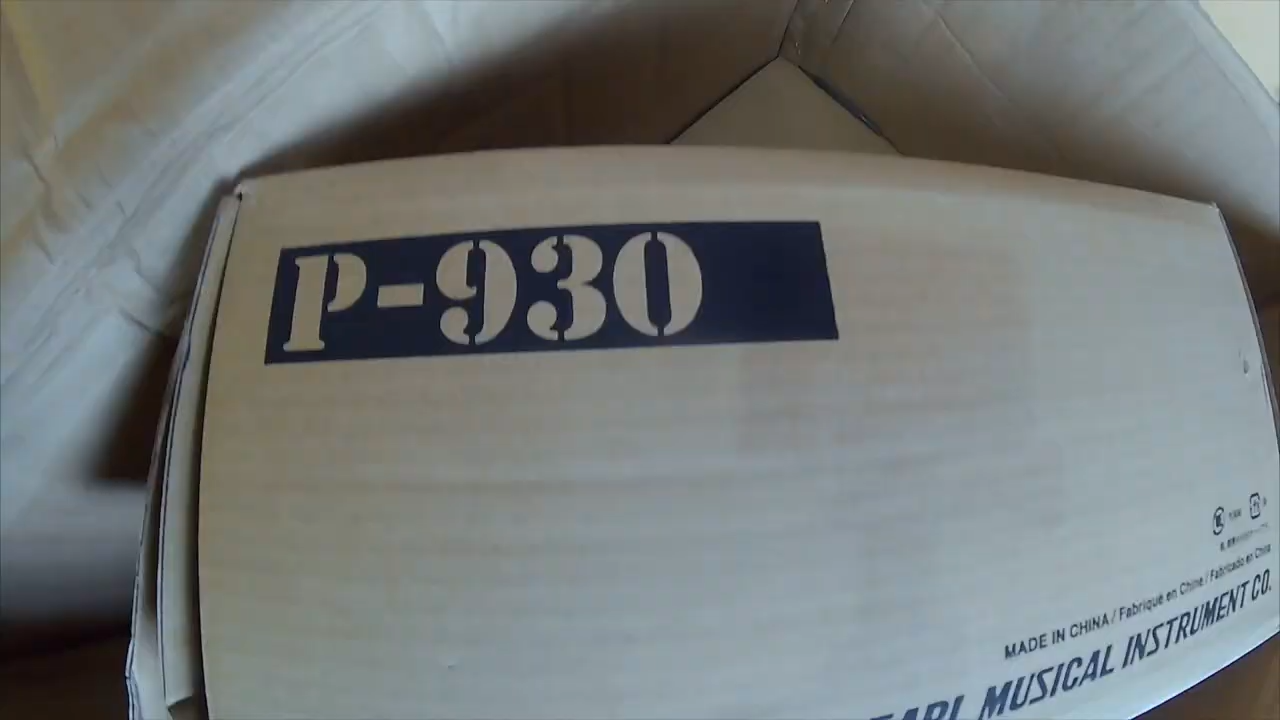 P-930
MADE IN CHINA / Fabriqué en Chine / Fabricado en China
MUSICAL INSTRUMENT CO.